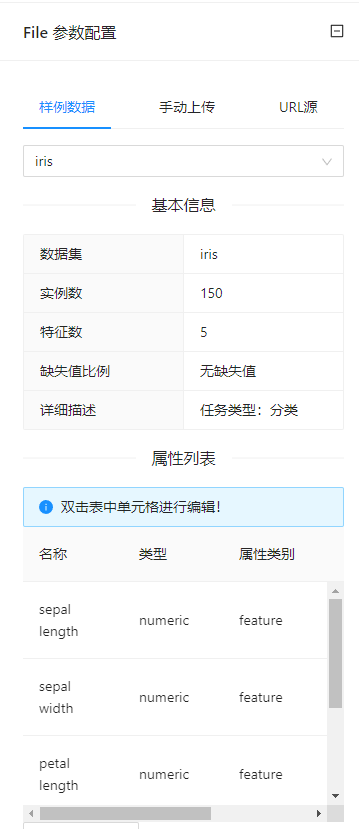 File 参数配置
样例数据 手动上传 URL源
iris
基本信息
数据集 iris
实例数 150
特征数 5
缺失值比例 无缺失值
详细描述 任务类型：分类
属性列表
双击表中单元格进行编辑！
名称 类型 属性类别
sepal
length numeric feature
sepal
width numeric feature
petal
length numeric feature